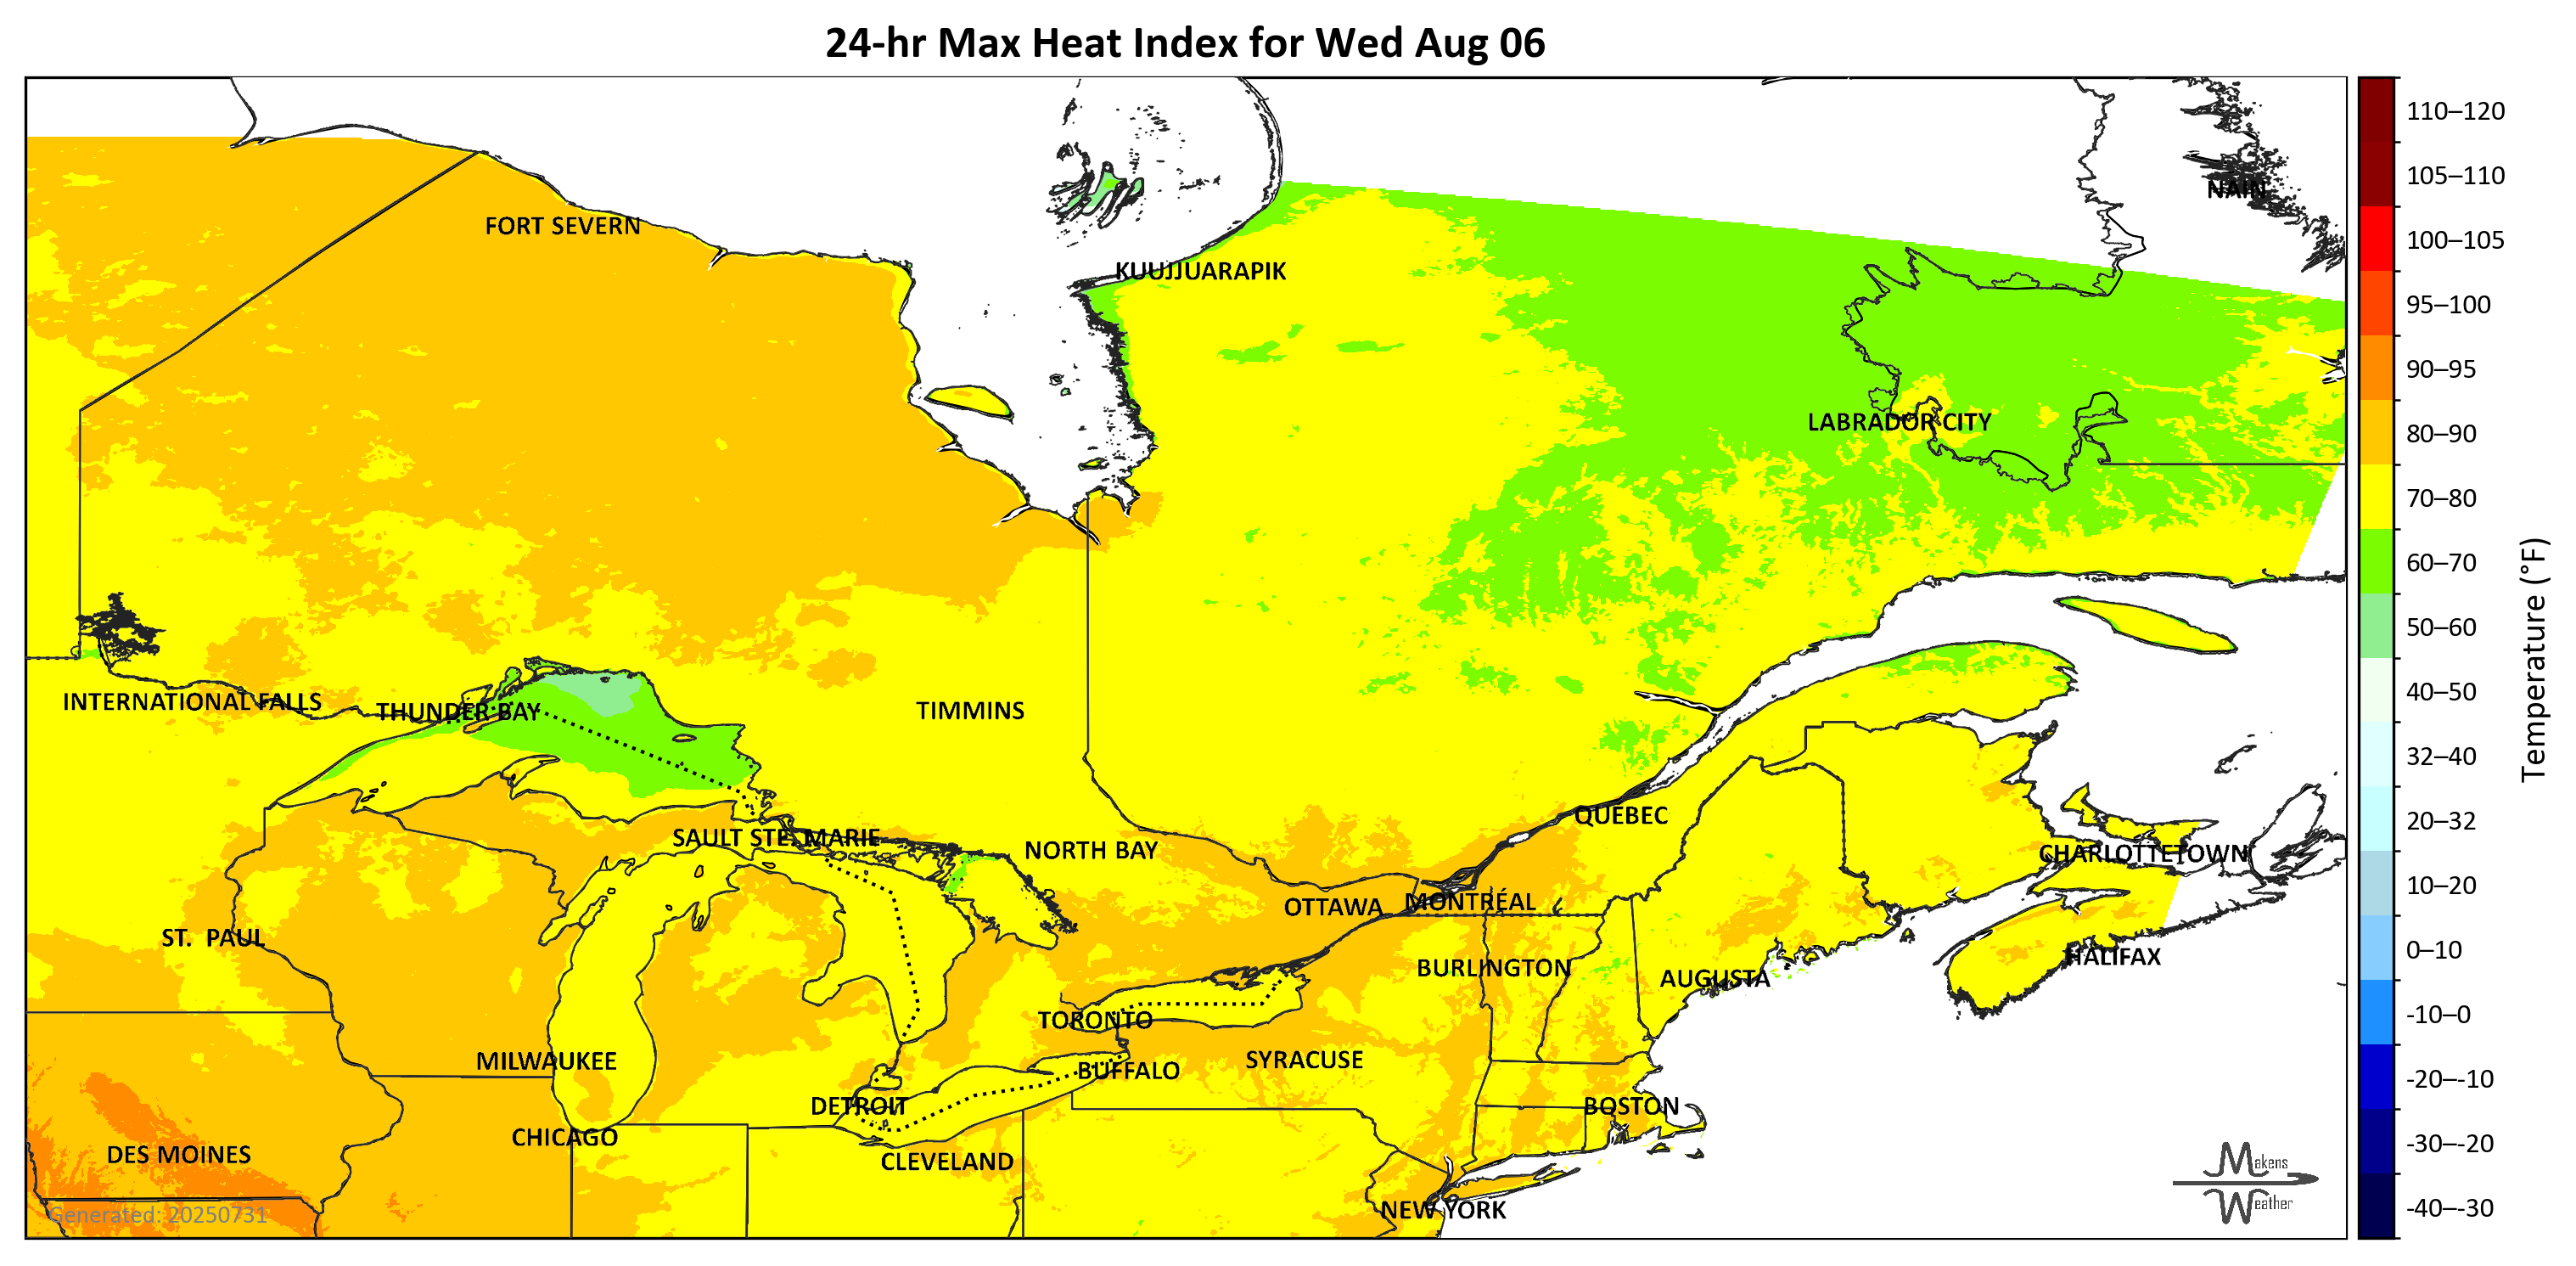 24-hr Max Heat Index for Wed Aug 06
NAIN
FORT SEVERN
KUUJJUARAPIK
LABRADOR CITY
INTERNATIONAL FALLS
THUNDER BAY
TIMMINS
QUEBEC
SAULT STE. MARIE
NORTH BAY
CHARLOTTETOWN
OTTAWA
MONTRÉAL
ST. PAUL
HALIFAX
BURLINGTON
AUGUSTA
TORONTO
MILWAUKEE
SYRACUSE
BUFFALO
DETROIT
BOSTON
CHICAGO
DES MOINES
CLEVELAND
NEW YORK
Generated: 20250731
Makens
Weather
110–120
105–110
100–105
95–100
90–95
80–90
70–80
60–70
50–60
40–50
32–40
20–32
10–20
0–10
-10–0
-20–-10
-30–-20
-40–-30
Temperature (°F)